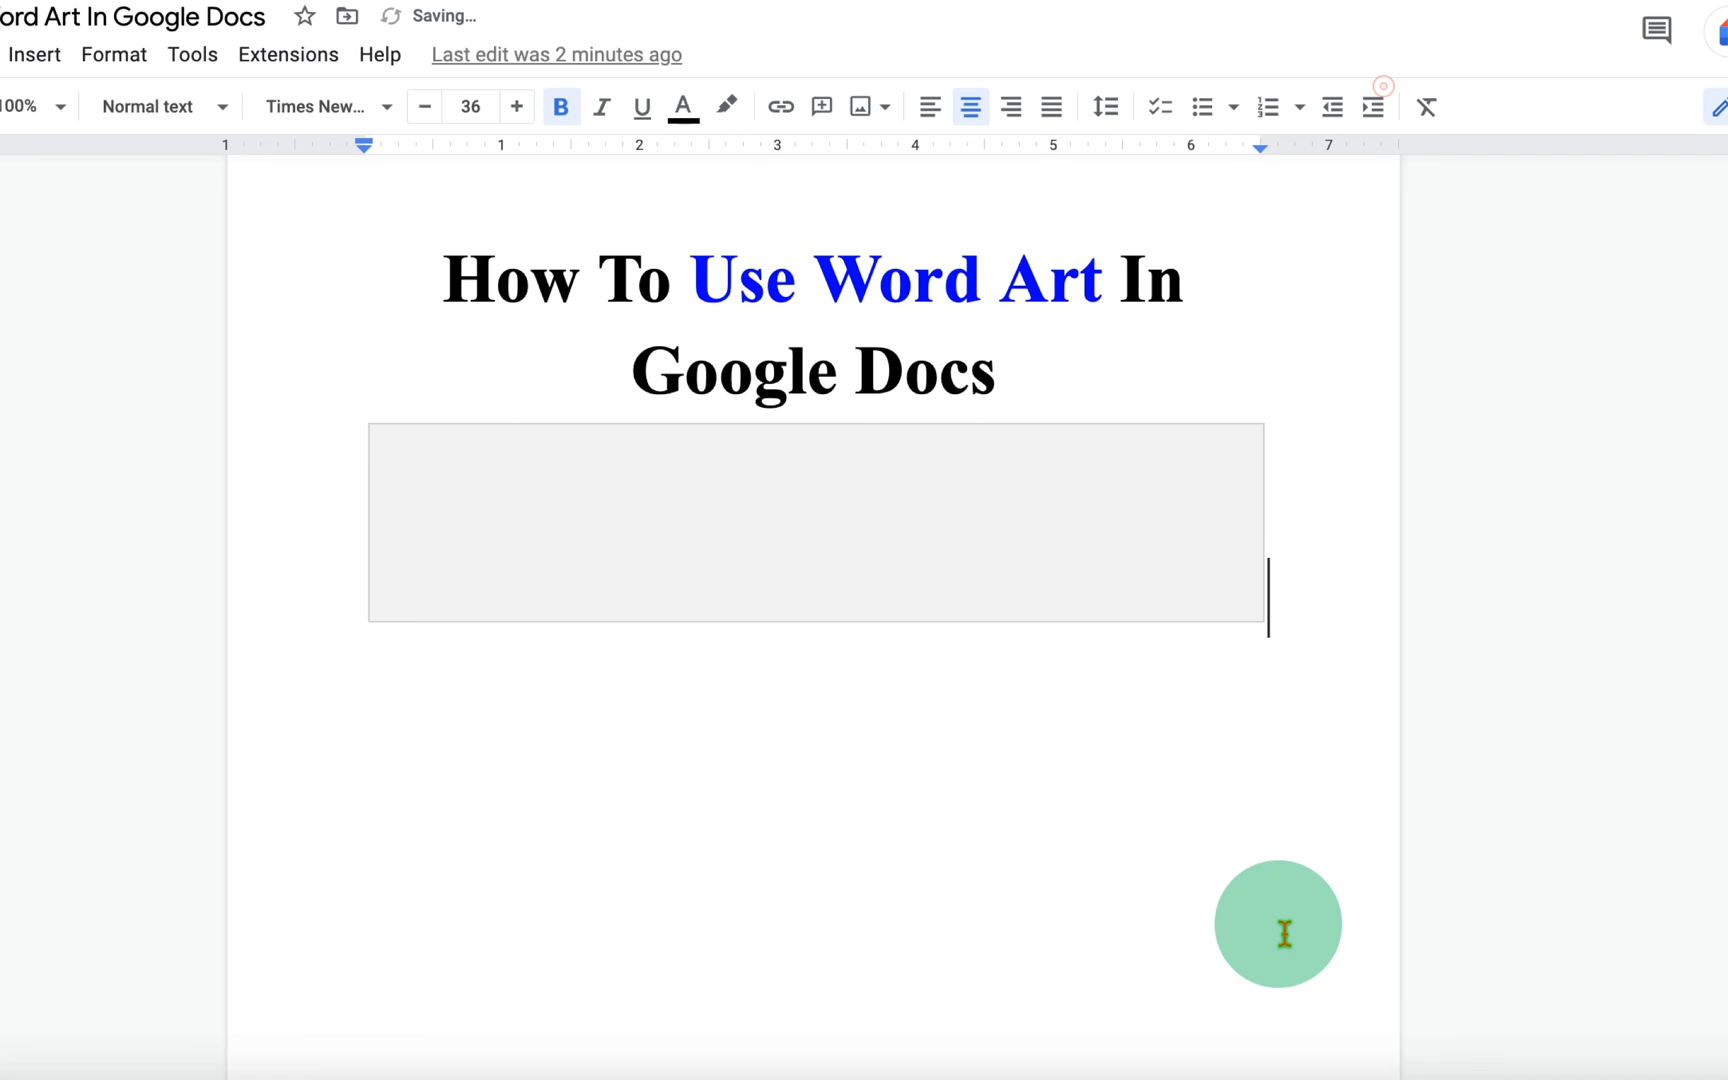 ord Art In Google Docs Saving...
Insert Format Tools Extensions Help Last edit was 2 minutes ago
100% Normal text Times New... − 36 + B I U A
1 1 2 3 4 5 6 7
How To Use Word Art In
Google Docs